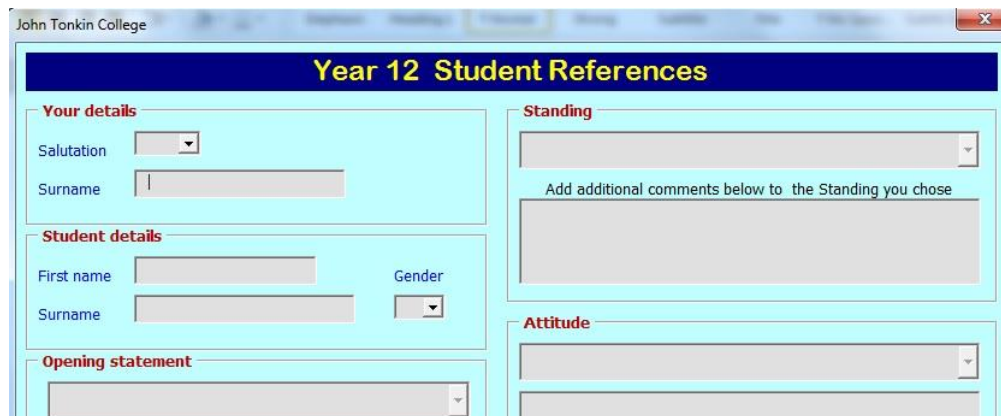 John Tonkin College
Year 12 Student References
Your details
Salutation
Surname
Student details
First name
Gender
Surname
Opening statement
Standing
Add additional comments below to the Standing you chose
Attitude